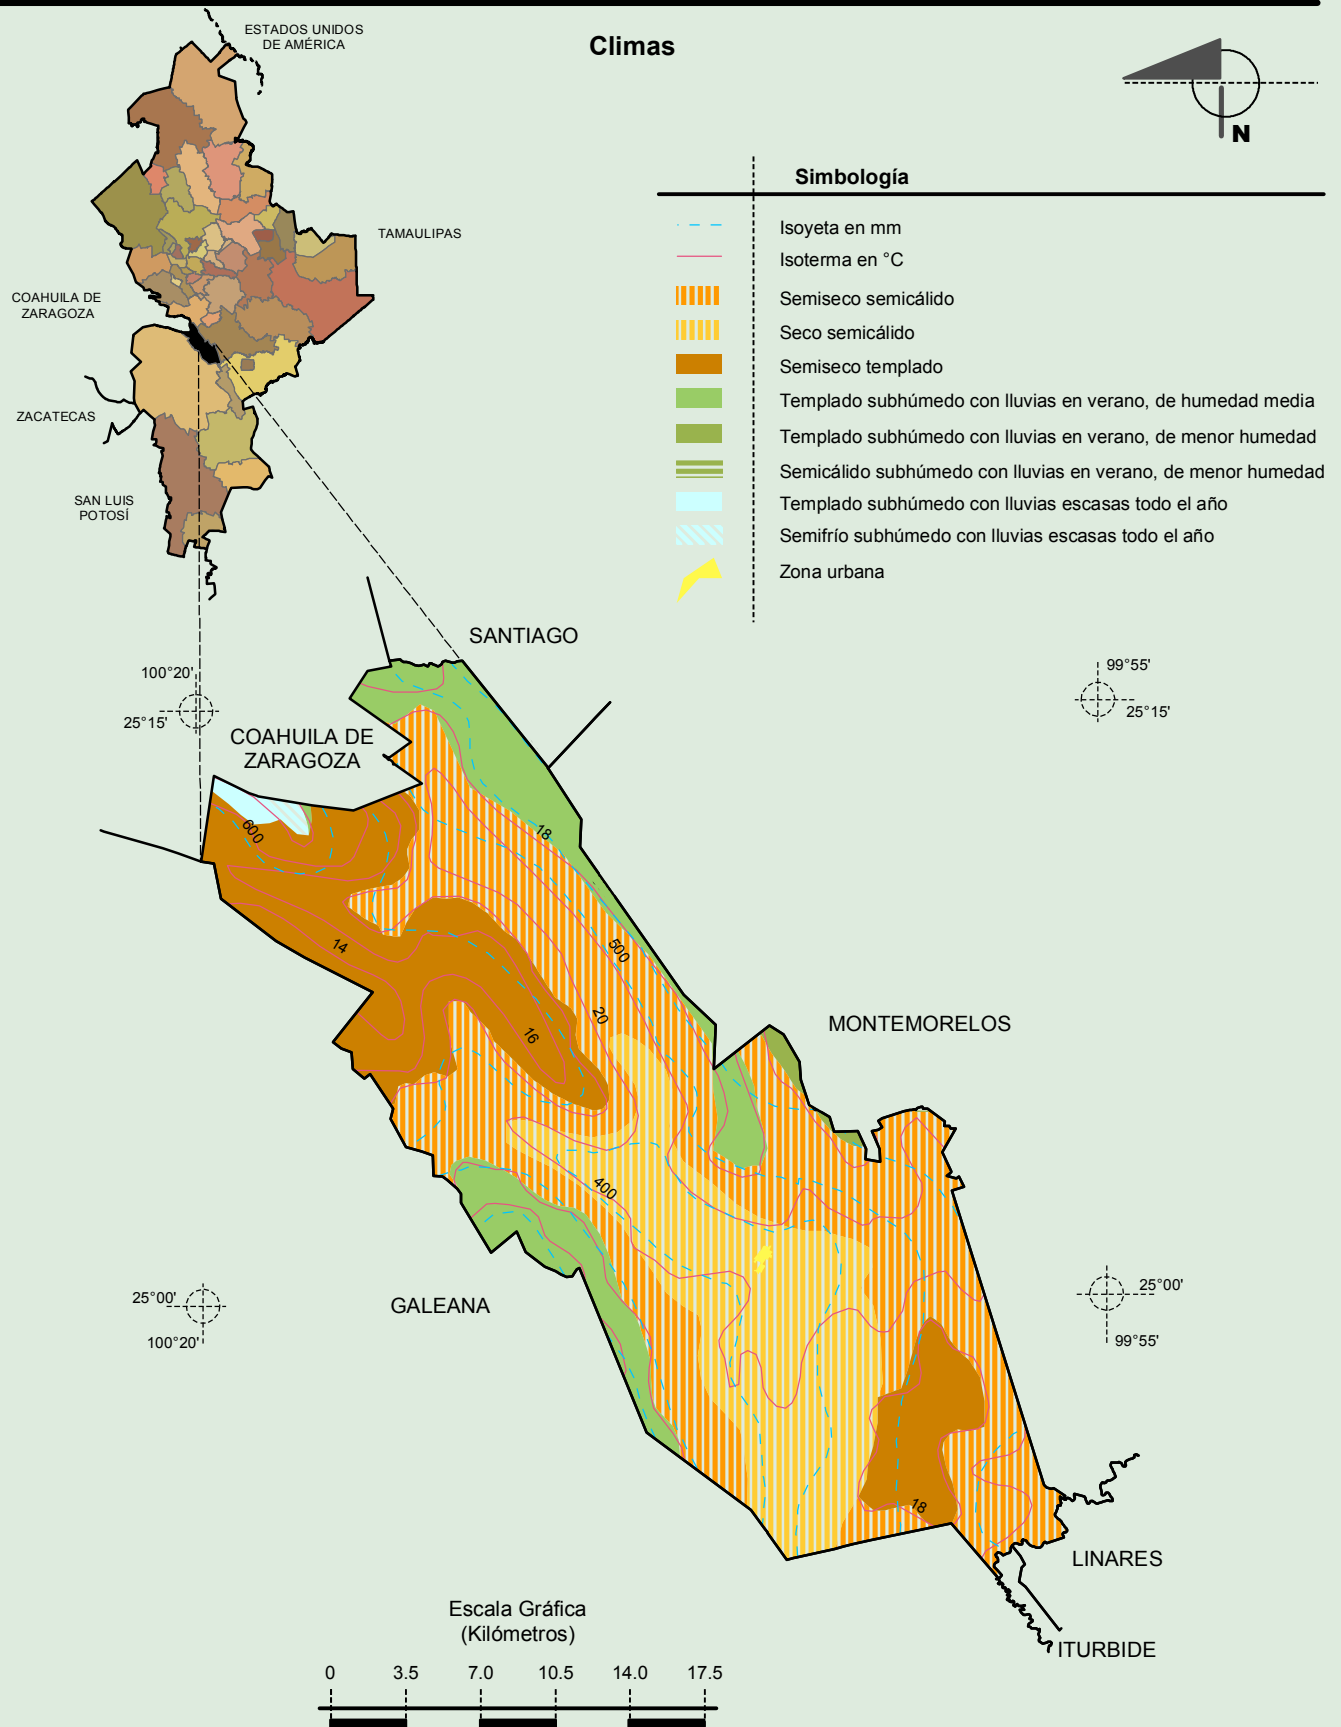 ESTADOS UNIDOS
DE AMÉRICA
Climas
N
Simbología
Isoyeta en mm
Isoterma en °C
Semiseco semicálido
Seco semicálido
Semiseco templado
Templado subhúmedo con lluvias en verano, de humedad media
Templado subhúmedo con lluvias en verano, de menor humedad
Semicálido subhúmedo con lluvias en verano, de menor humedad
Templado subhúmedo con lluvias escasas todo el año
Semifrío subhúmedo con lluvias escasas todo el año
Zona urbana
TAMAULIPAS
COAHUILA DE
ZARAGOZA
ZACATECAS
SAN LUIS
POTOSÍ
SANTIAGO
100°20'
25°15'
99°55'
25°15'
COAHUILA DE
ZARAGOZA
600
18
14
500
20
16
MONTEMORELOS
400
25°00'
100°20'
GALEANA
25°00'
99°55'
18
LINARES
ITURBIDE
Escala Gráfica
(Kilómetros)
0 3.5 7.0 10.5 14.0 17.5